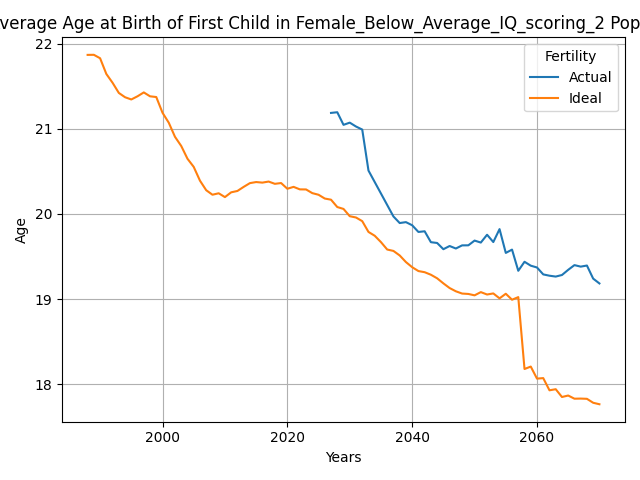 verage Age at Birth of First Child in Female_Below_Average_IQ_scoring_2 Pop
22
21
20
19
18
Age
Fertility
Actual
Ideal
2000
2020
2040
2060
Years